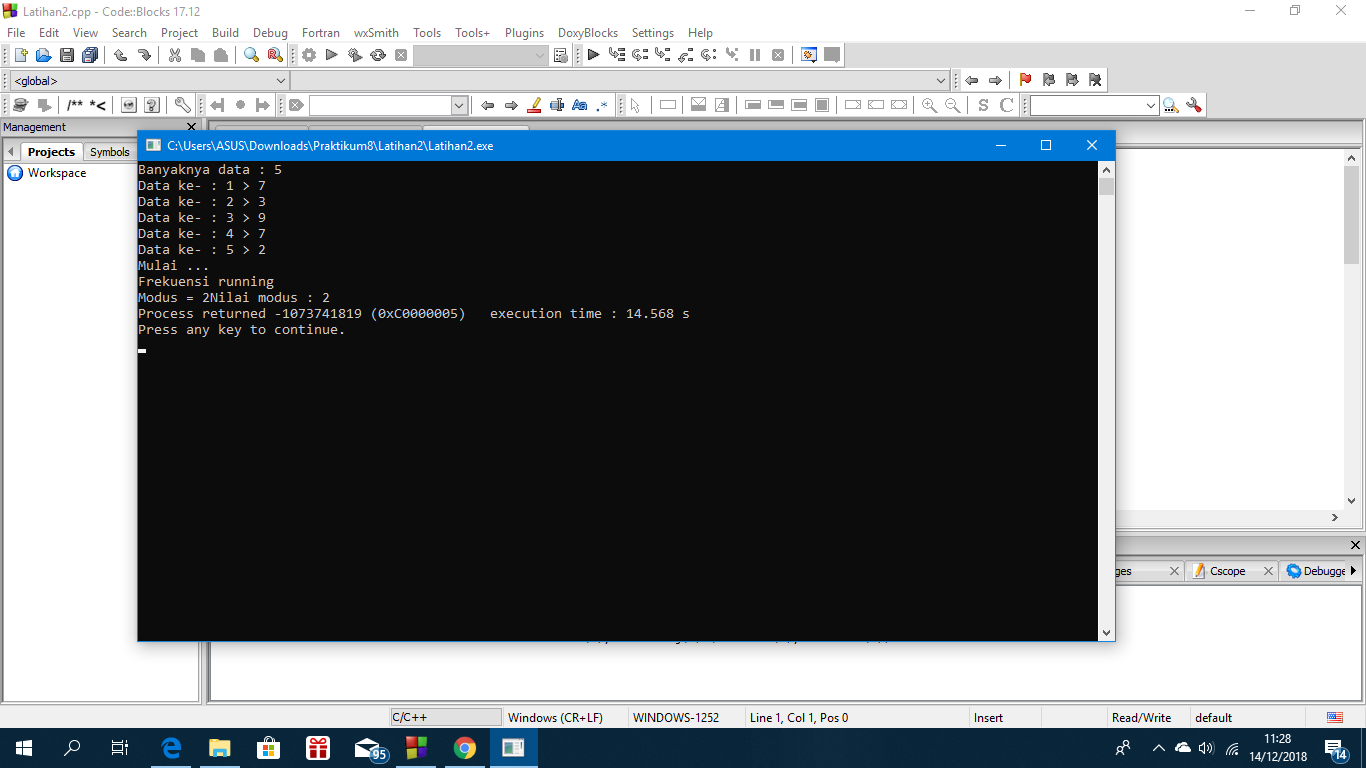 Latihan2.cpp - Code::Blocks 17.12
File Edit View Search Project Build Debug Fortran wxSmith Tools Tools+ Plugins DoxyBlocks Settings Help
<global>
/** *<
Aa .*
S C
Management
Projects Symbols
Workspace
C:\Users\ASUS\Downloads\Praktikum8\Latihan2\Latihan2.exe
Banyaknya data : 5
Data ke- : 1 > 7
Data ke- : 2 > 3
Data ke- : 3 > 9
Data ke- : 4 > 7
Data ke- : 5 > 2
Mulai ...
Frekuensi running
Modus = 2Nilai modus : 2
Process returned -1073741819 (0xC0000005)   execution time : 14.568 s
Press any key to continue.
ges Cscope Debugge
C/C++ Windows (CR+LF) WINDOWS-1252 Line 1, Col 1, Pos 0 Insert Read/Write default
95
11:28
14/12/2018
14